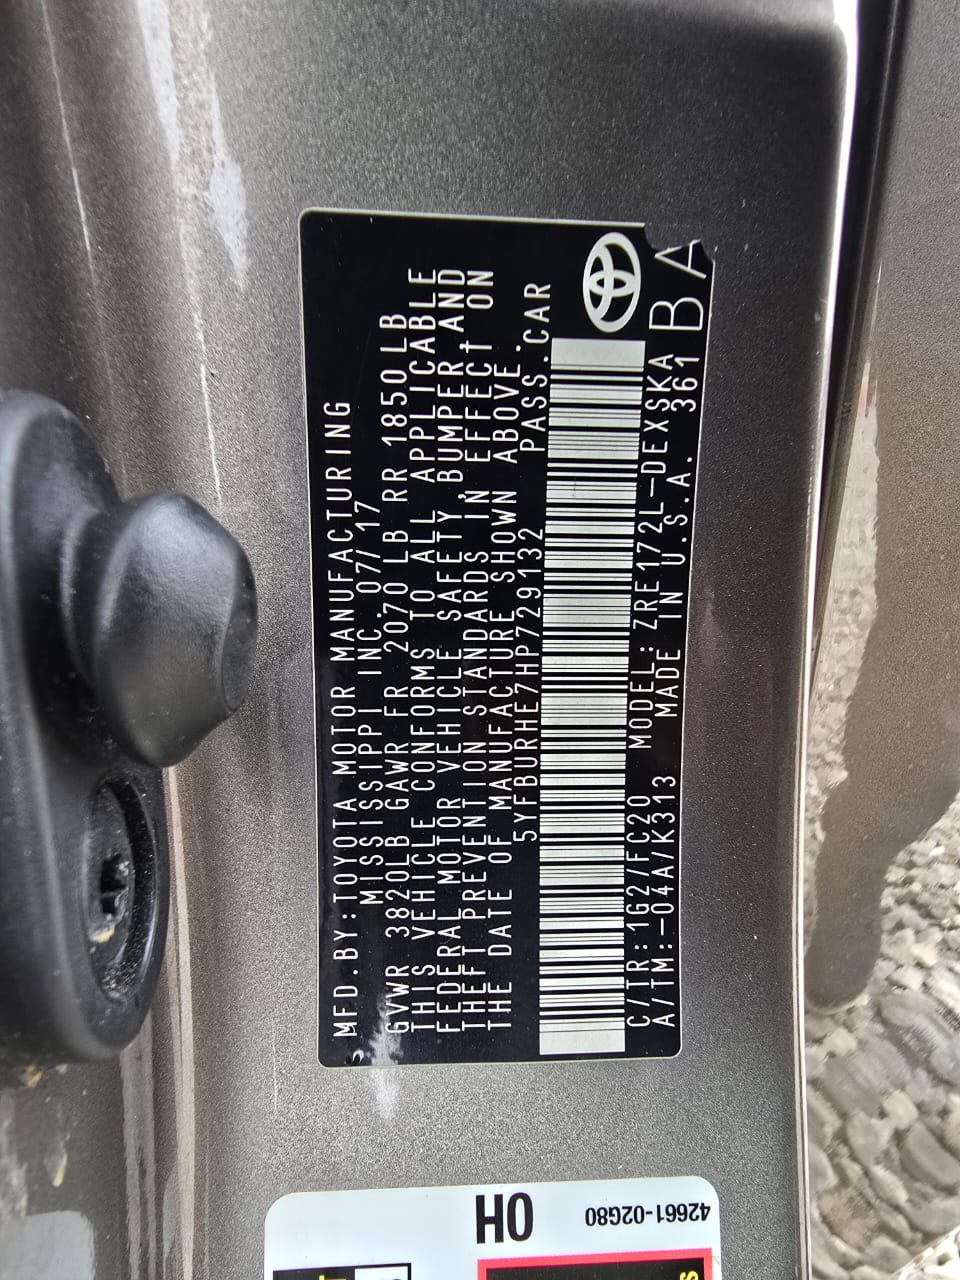 MFD.BY:TOYOTA MOTOR MANUFACTURING
MISSISSIPPI INC. 07/17
GVWR 3820LB GAWR FR 2070 LB RR 1850LB
THIS VEHICLE CONFORMS TO ALL APPLICABLE
FEDERAL MOTOR VEHICLE SAFETY, BUMPER AND
THEFT PREVENTION STANDARDS IN EFFECT ON
THE DATE OF MANUFACTURE SHOWN ABOVE.
5YFBURHE7HP729132 PASS.CAR
C/TR:1G2/FC20 MODEL: ZRE172L-DEXSKA
A/TM:-04A/K313 MADE IN U.S.A. 361
BA
OH
42661-02G80